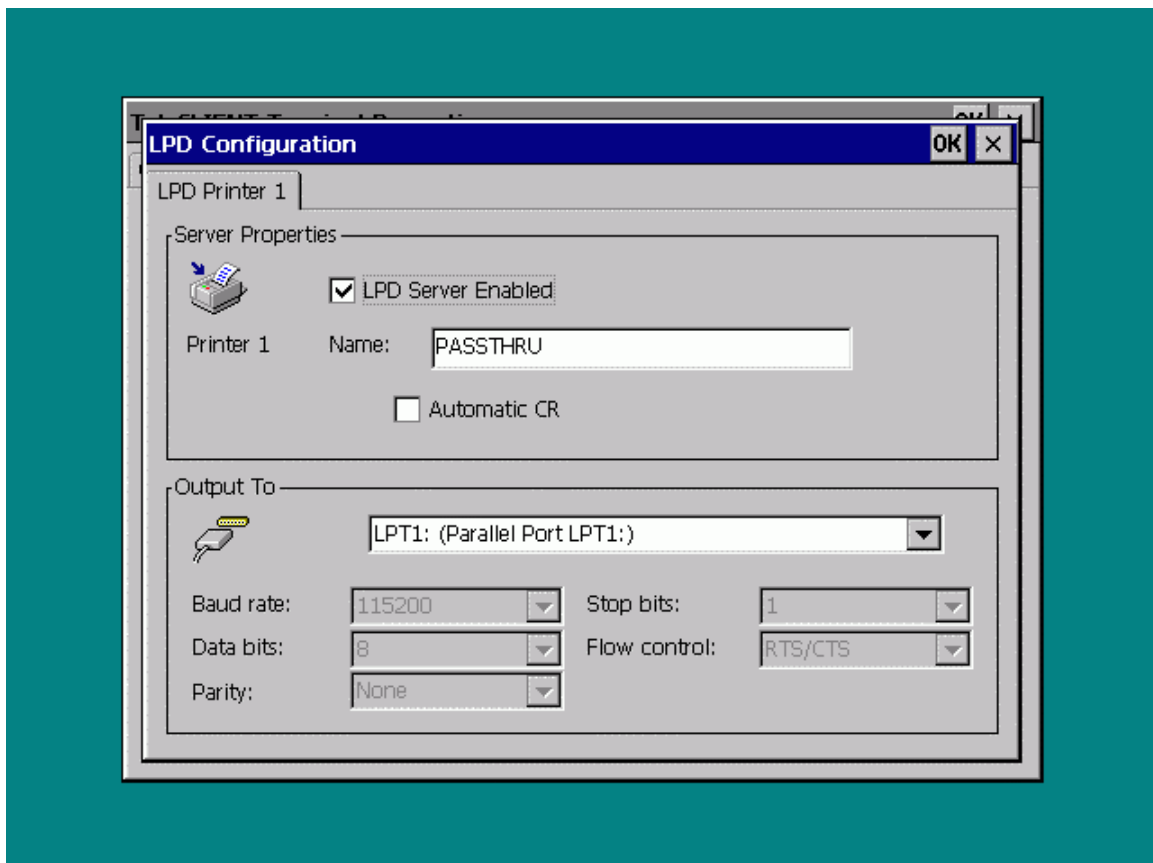 OK
LPD Configuration OK
LPD Printer 1
Server Properties
LPD Server Enabled
Printer 1 Name: PASSTHRU
Automatic CR
Output To
LPT1: (Parallel Port LPT1:)
Baud rate: 115200 Stop bits: 1
Data bits: 8 Flow control: RTS/CTS
Parity: None